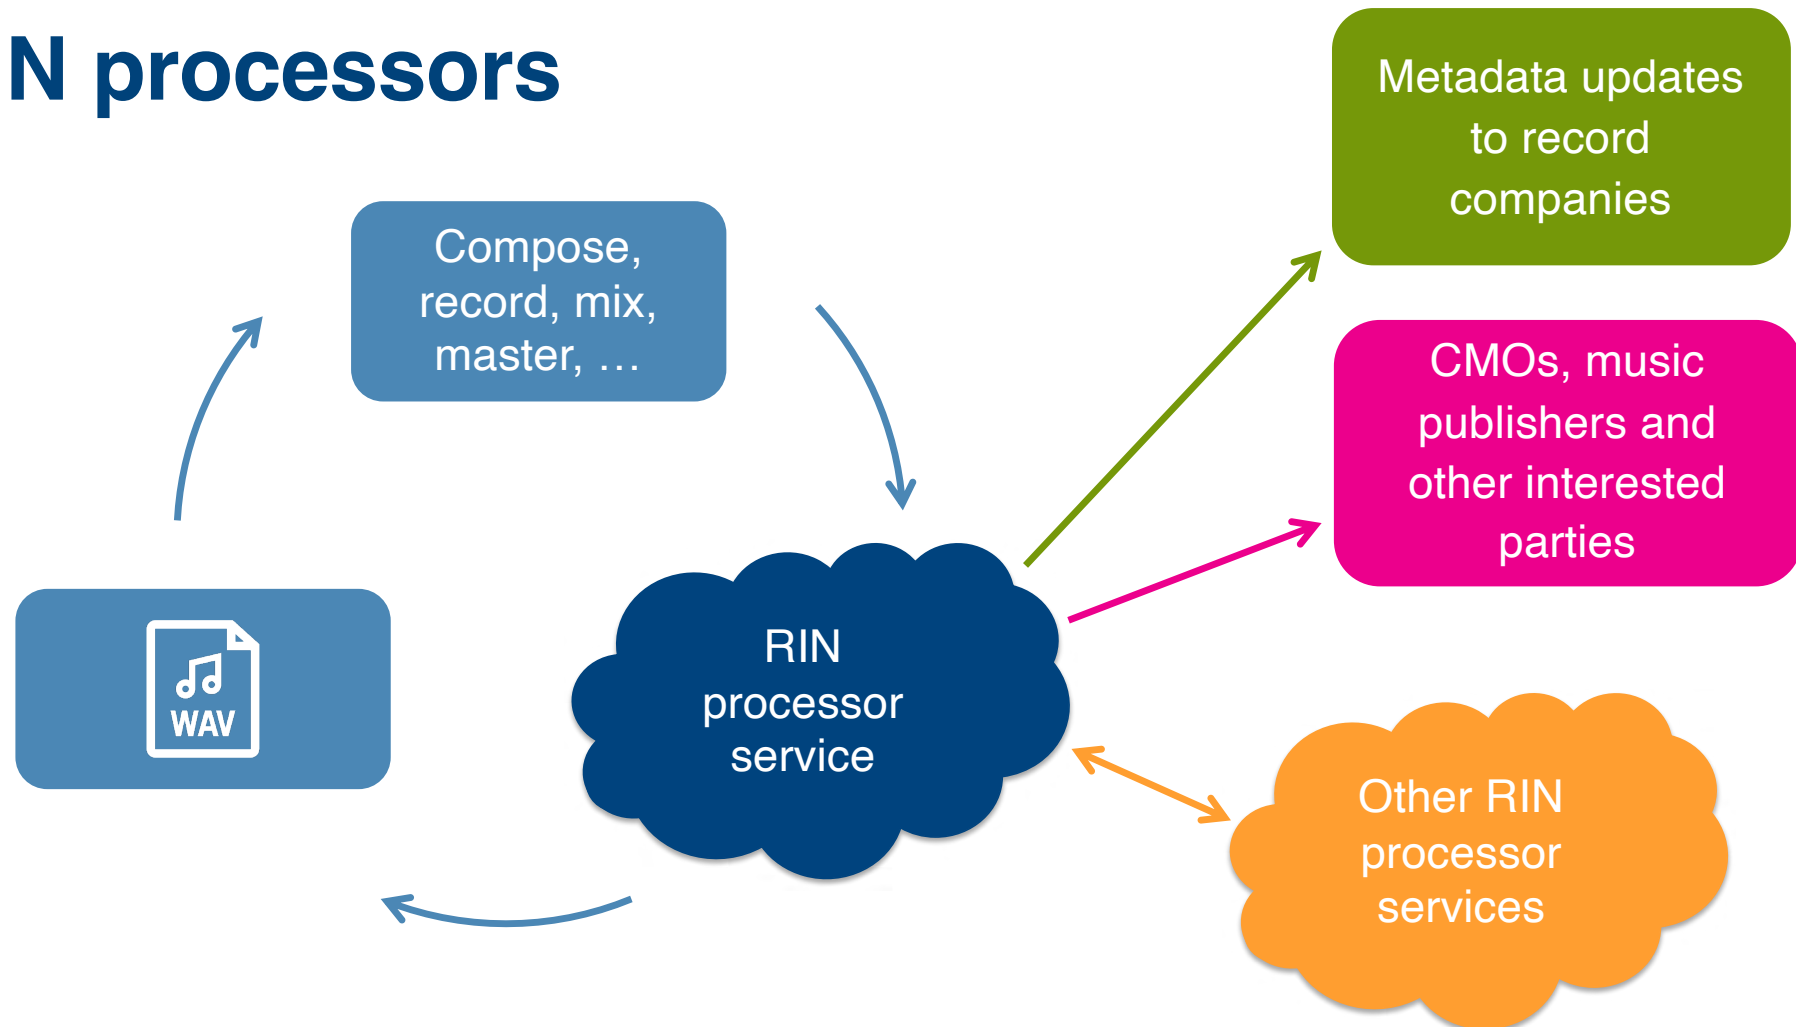 N processors
Metadata updates
to record
companies
Compose,
record, mix,
master, …
CMOs, music
publishers and
other interested
parties
WAV
RIN
processor
service
Other RIN
processor
services